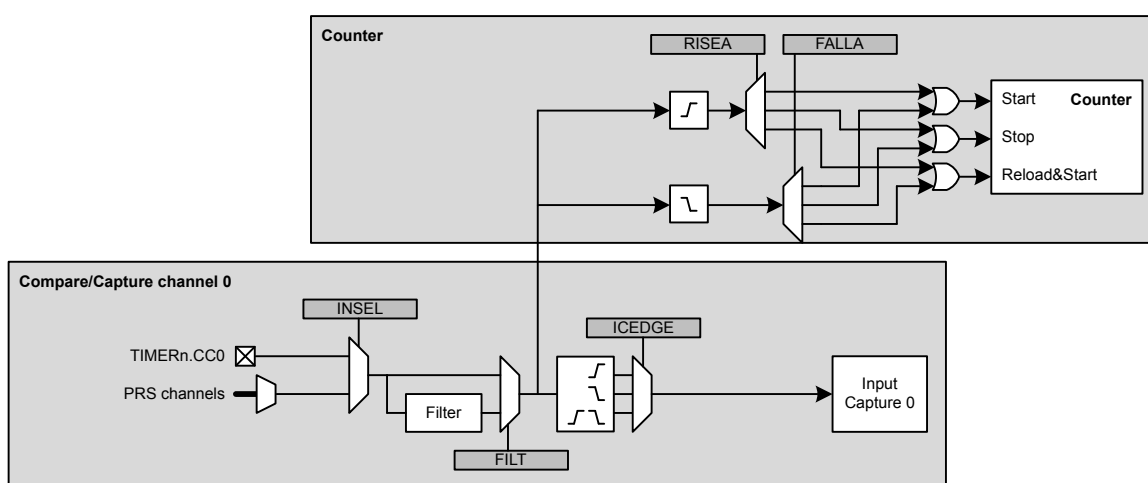 Counter
RISEA
FALLA
Start
Counter
Stop
Reload&Start
Compare/Capture channel 0
INSEL
ICEDGE
TIMERn.CC0
PRS channels
Filter
Input
Capture 0
FILT